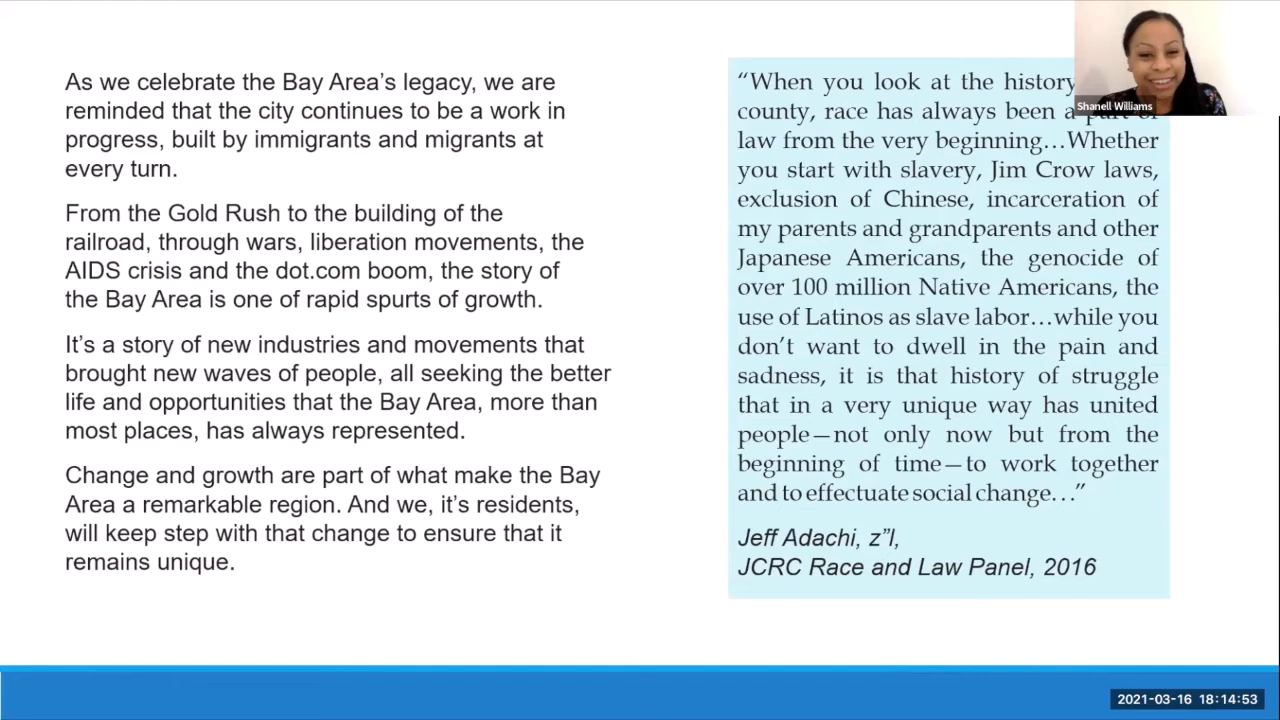 As we celebrate the Bay Area’s legacy, we are
reminded that the city continues to be a work in
progress, built by immigrants and migrants at
every turn.
From the Gold Rush to the building of the
railroad, through wars, liberation movements, the
AIDS crisis and the dot.com boom, the story of
the Bay Area is one of rapid spurts of growth.
It’s a story of new industries and movements that
brought new waves of people, all seeking the better
life and opportunities that the Bay Area, more than
most places, has always represented.
Change and growth are part of what make the Bay
Area a remarkable region. And we, it’s residents,
will keep step with that change to ensure that it
remains unique.
“When you look at the history
county, race has always been a part of
law from the very beginning…Whether
you start with slavery, Jim Crow laws,
exclusion of Chinese, incarceration of
my parents and grandparents and other
Japanese Americans, the genocide of
over 100 million Native Americans, the
use of Latinos as slave labor…while you
don’t want to dwell in the pain and
sadness, it is that history of struggle
that in a very unique way has united
people—not only now but from the
beginning of time—to work together
and to effectuate social change…”
Jeff Adachi, z”l,
JCRC Race and Law Panel, 2016
Shanell Williams
2021-03-16 18:14:53